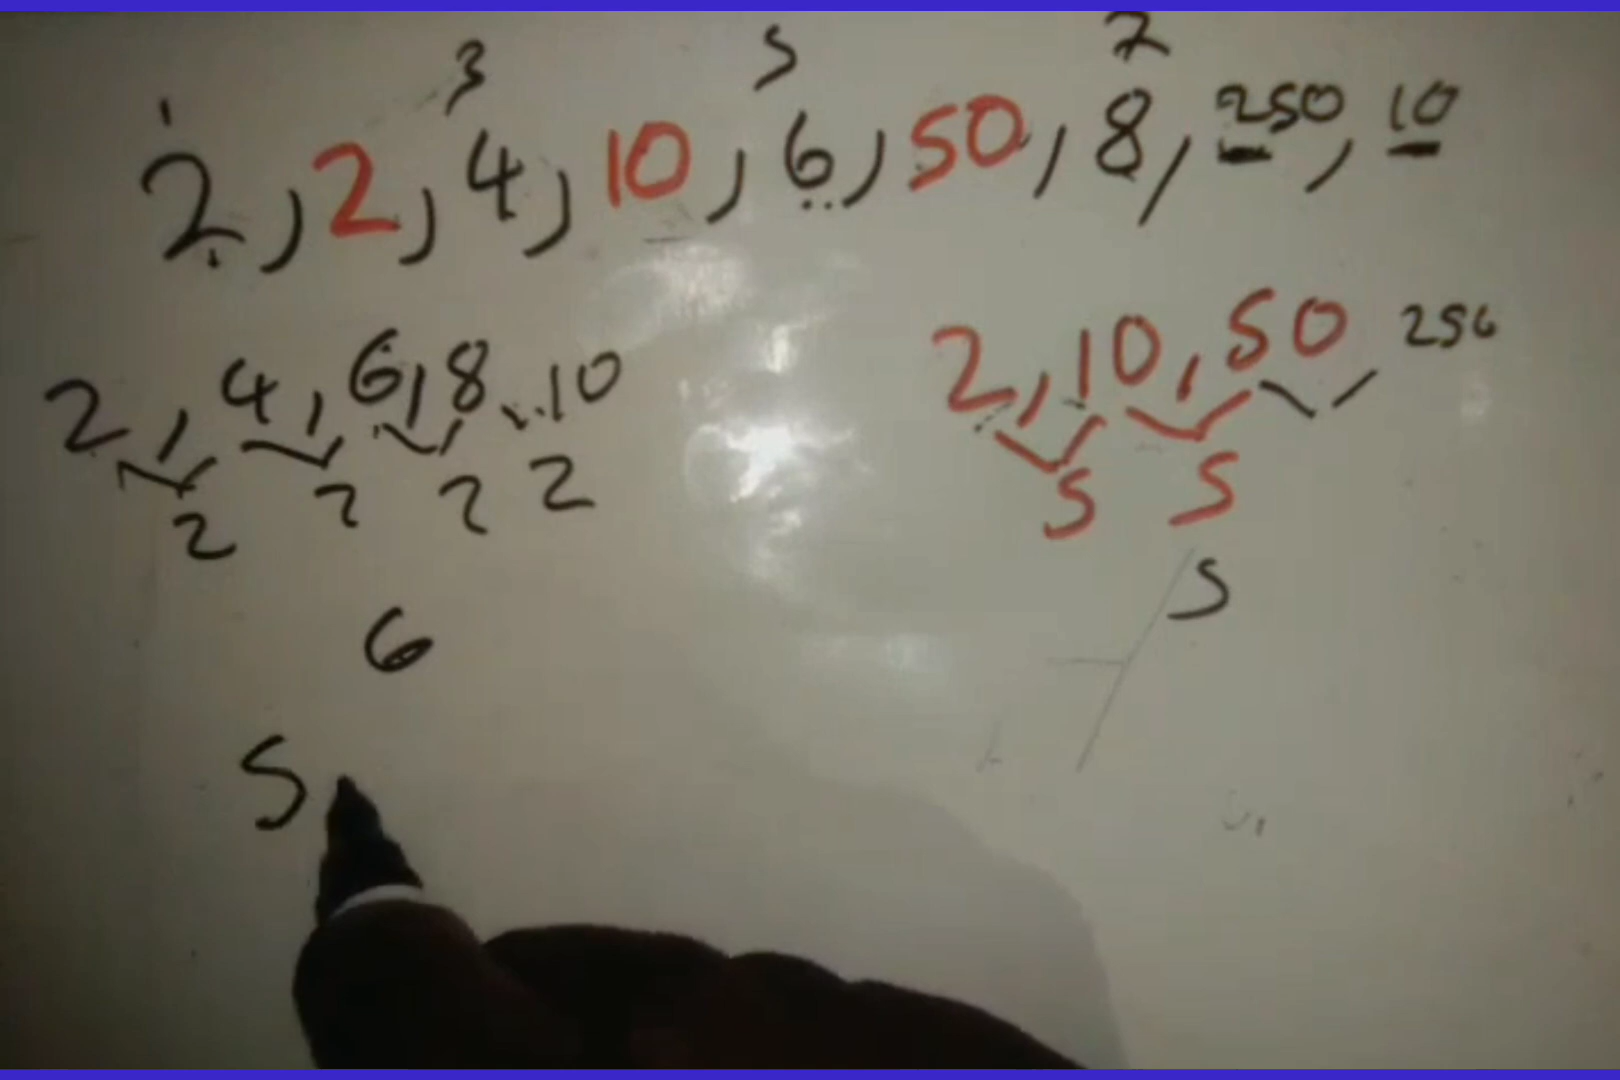 1 3 5 7
2, 2, 4, 10, 6, 50, 8, 250, 10
2, 4, 6, 8 .. 10
2 2 2 2
2, 10, 50, 250
5 5
5
6
5